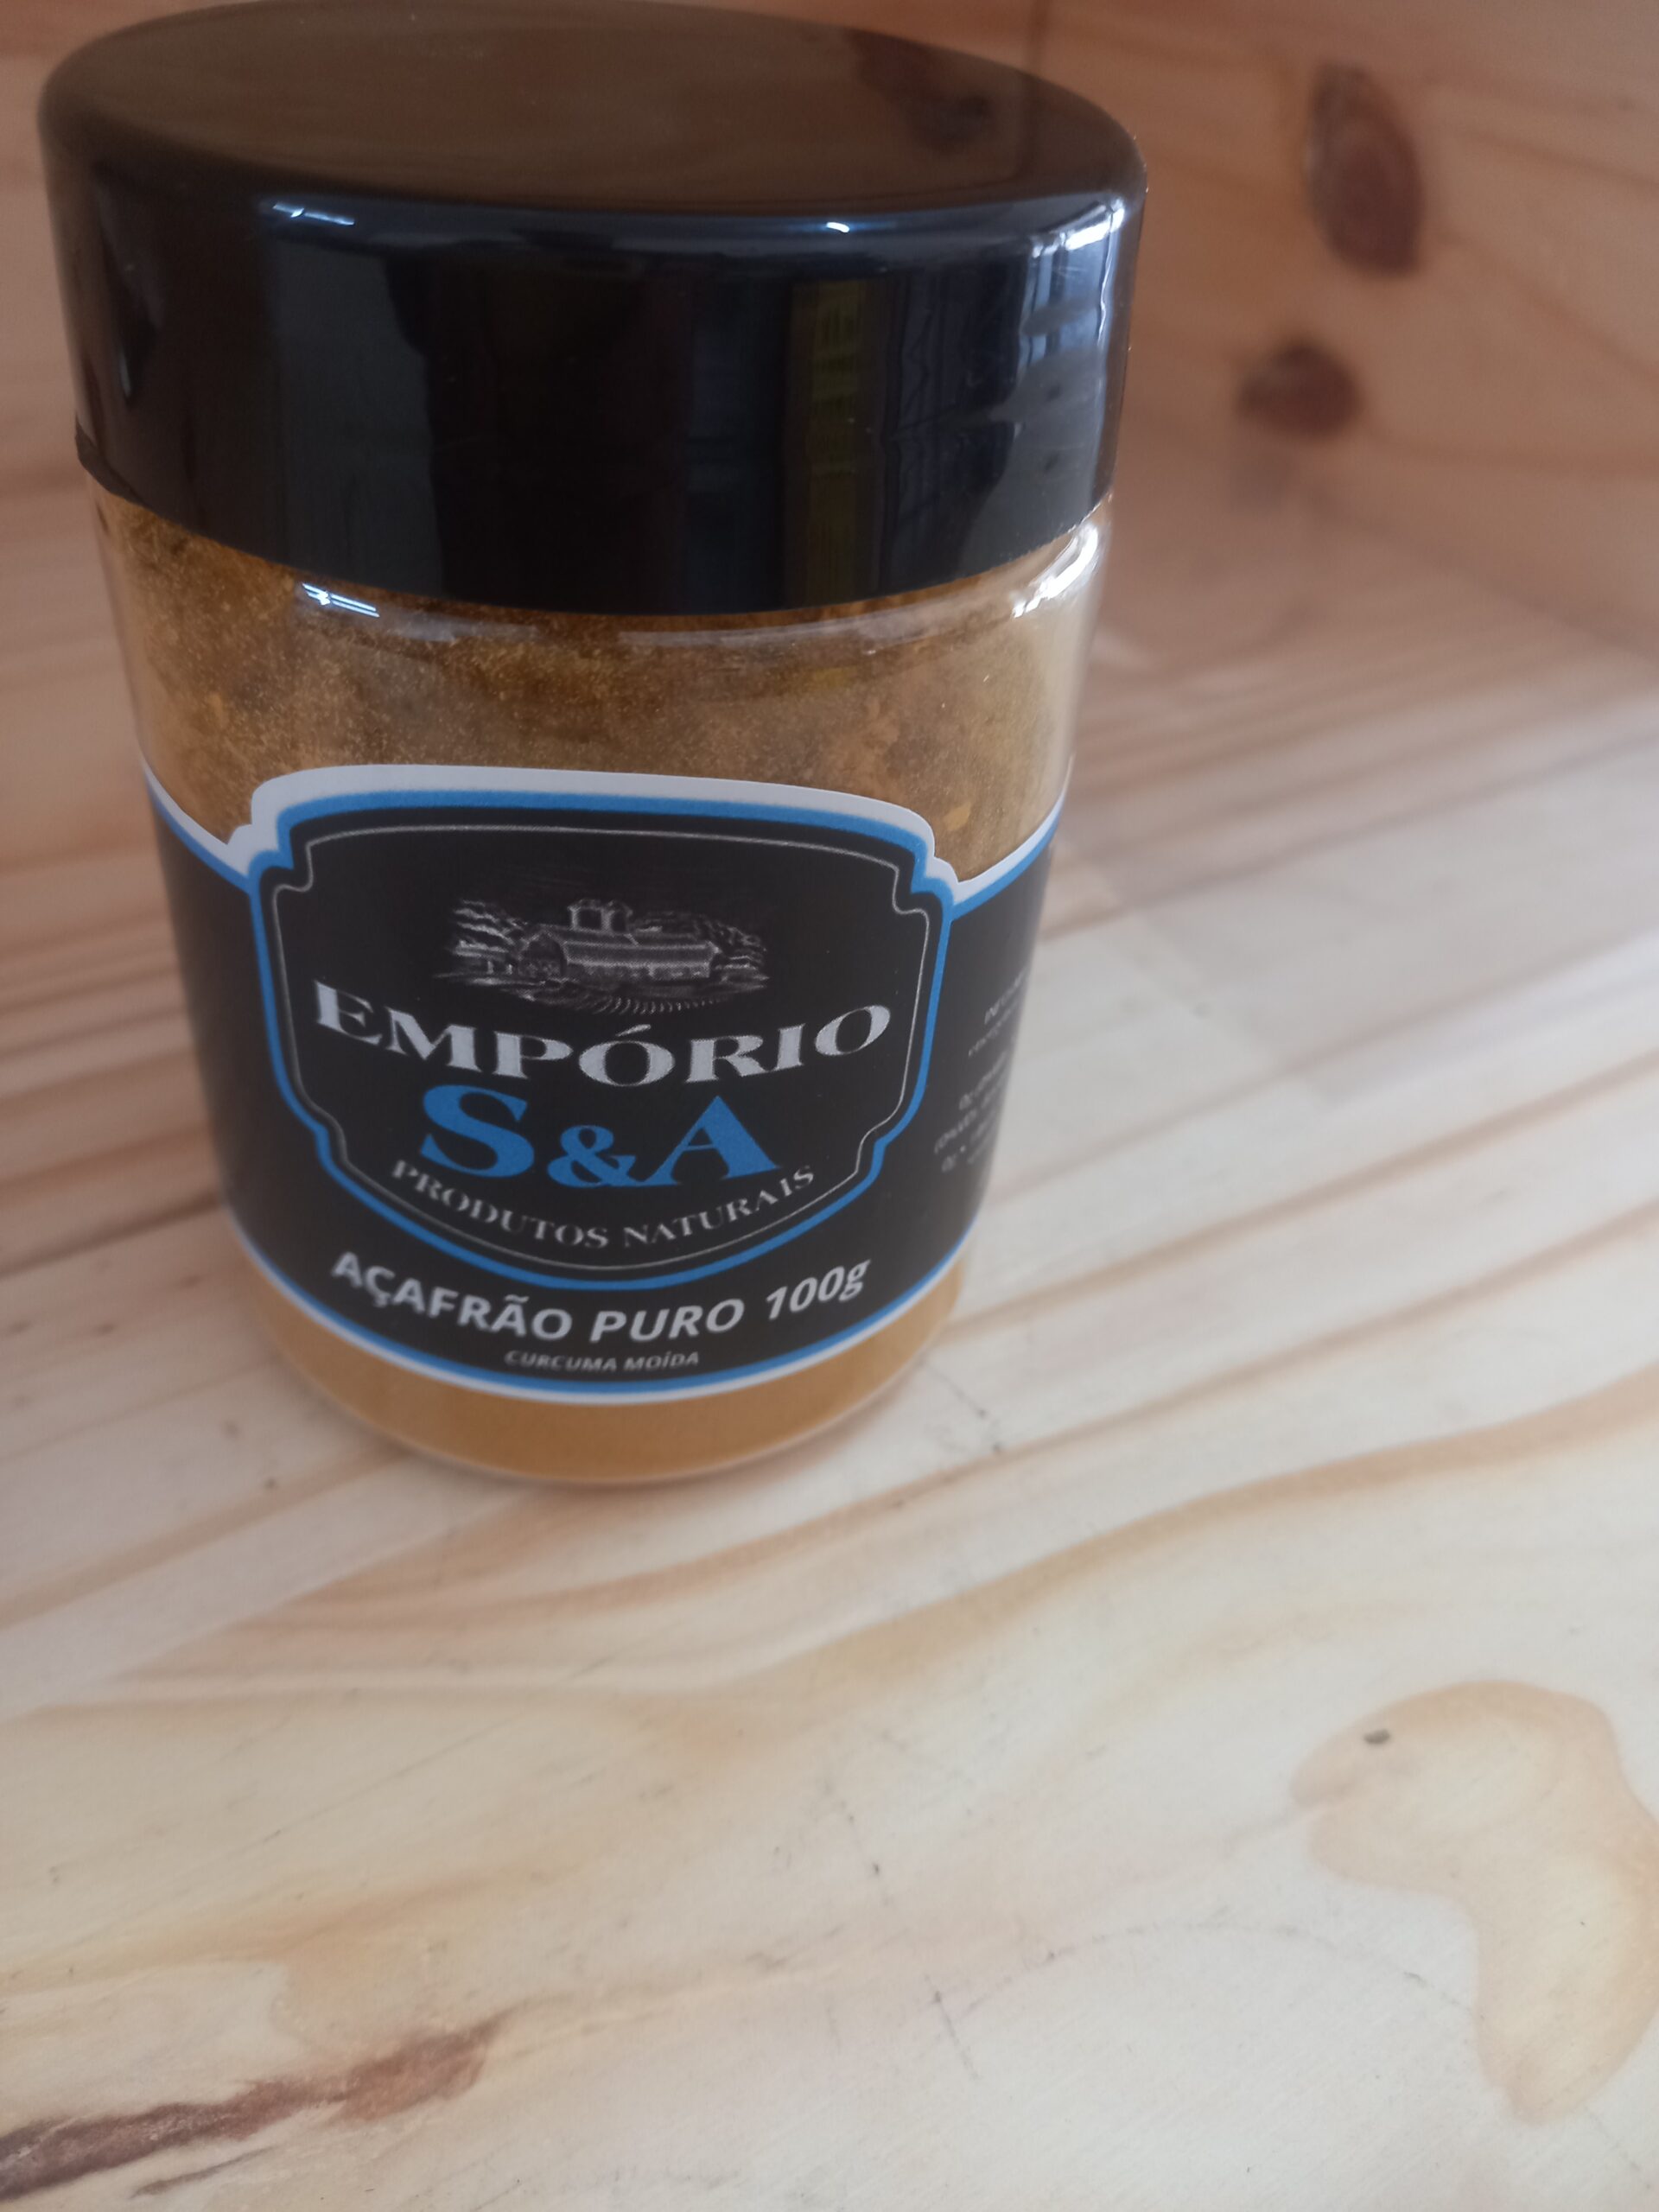 EMPÓRIO
S&A
PRODUTOS NATURAIS
AÇAFRÃO PURO 100g
CURCUMA MOÍDA